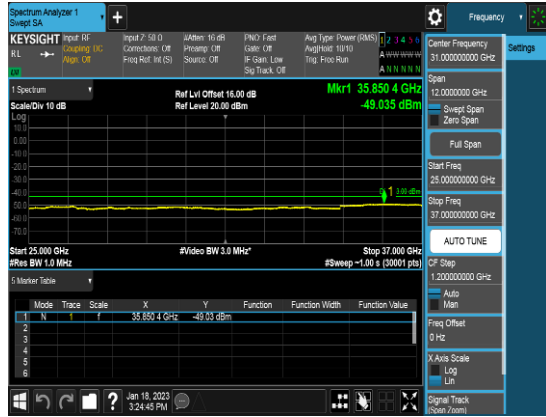 Spectrum Analyzer 1
Swept SA
+
Frequency
KEYSIGHT Input: RF
RL
Coupling: DC
Align: Off
Input Z: 50 Ω
Corrections: Off
Freq Ref: Int (S)
#Atten: 16 dB
Preamp: Off
Source: Off
PNO: Fast
Gate: Off
IF Gain: Low
Sig Track: Off
Avg Type: Power (RMS)
Avg|Hold: 10/10
Trig: Free Run
1 2 3 4 5 6
A W W W W W
A N N N N N
1 Spectrum
Scale/Div 10 dB
Log
Ref Lvl Offset 16.00 dB
Ref Level 20.00 dBm
Mkr1 35.850 4 GHz
-49.035 dBm
10.0
0.00
-10.0
-20.0
-30.0
-40.0
-50.0
-60.0
-70.0
1
Start 25.000 GHz
#Res BW 1.0 MHz
#Video BW 3.0 MHz*
Stop 37.000 GHz
#Sweep ~1.00 s (30001 pts)
5 Marker Table
Mode Trace Scale X Y Function Function Width Function Value
1 N 1 f 35.850 4 GHz -49.03 dBm
2
3
4
5
6
Center Frequency
31.000000000 GHz
Settings
Span
12.0000000 GHz
Swept Span
Zero Span
Full Span
Start Freq
25.000000000 GHz
Stop Freq
37.000000000 GHz
AUTO TUNE
CF Step
1.200000000 GHz
Auto
Man
Freq Offset
0 Hz
X Axis Scale
Log
Lin
Signal Track
(Span Zoom)
?
Jan 18, 2023
3:24:45 PM